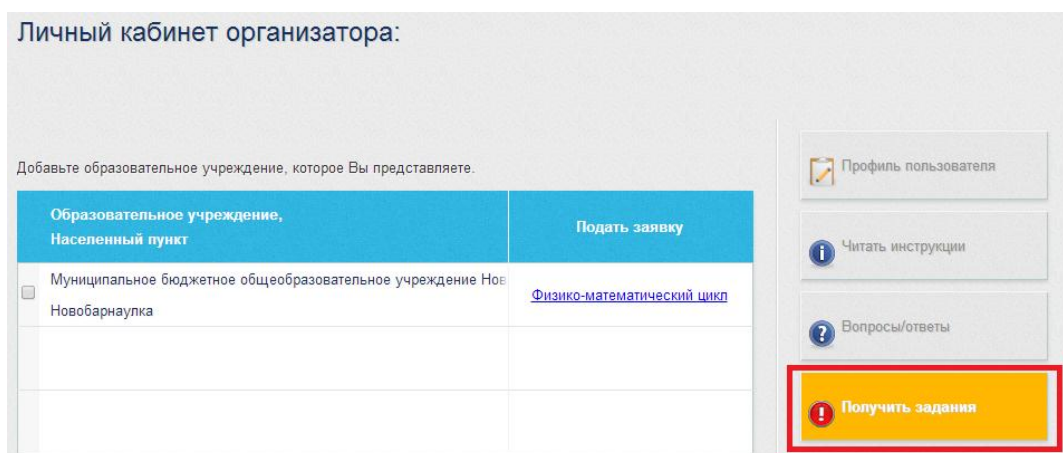 Личный кабинет организатора:
Добавьте образовательное учреждение, которое Вы представляете.
Образовательное учреждение,
Населенный пункт
Подать заявку
Муниципальное бюджетное общеобразовательное учреждение Нов
Новобарнаулка
Физико-математический цикл
Профиль пользователя
Читать инструкции
Вопросы/ответы
Получить задания